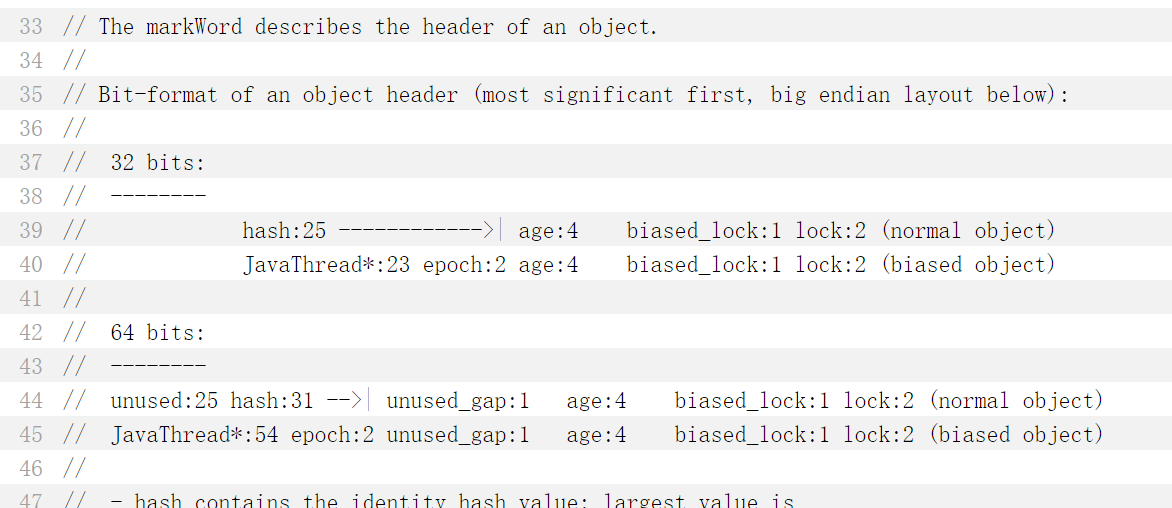 33 // The markWord describes the header of an object.
34 //
35 // Bit-format of an object header (most significant first, big endian layout below):
36 //
37 //  32 bits:
38 //  --------
39 //             hash:25 ------------>| age:4    biased_lock:1 lock:2 (normal object)
40 //             JavaThread*:23 epoch:2 age:4    biased_lock:1 lock:2 (biased object)
41 //
42 //  64 bits:
43 //  --------
44 //  unused:25 hash:31 -->| unused_gap:1   age:4    biased_lock:1 lock:2 (normal object)
45 //  JavaThread*:54 epoch:2 unused_gap:1   age:4    biased_lock:1 lock:2 (biased object)
46 //
47 //  - hash contains the identity hash value: largest value is